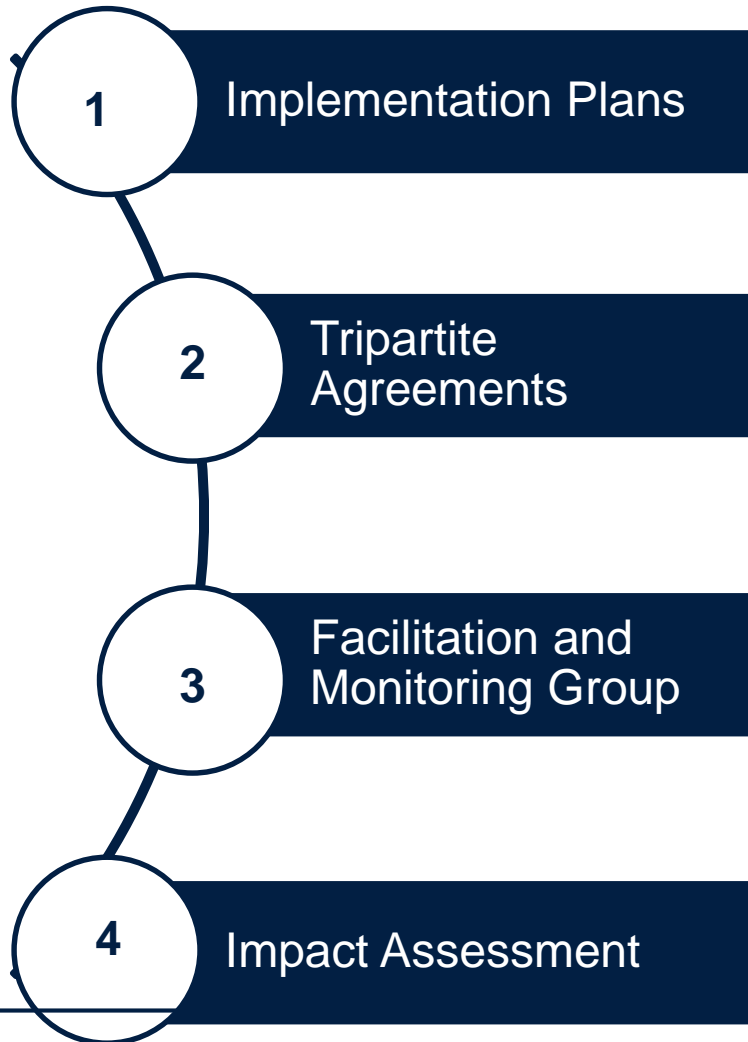 1
Implementation Plans
2
Tripartite
Agreements
3
Facilitation and
Monitoring Group
4
Impact Assessment